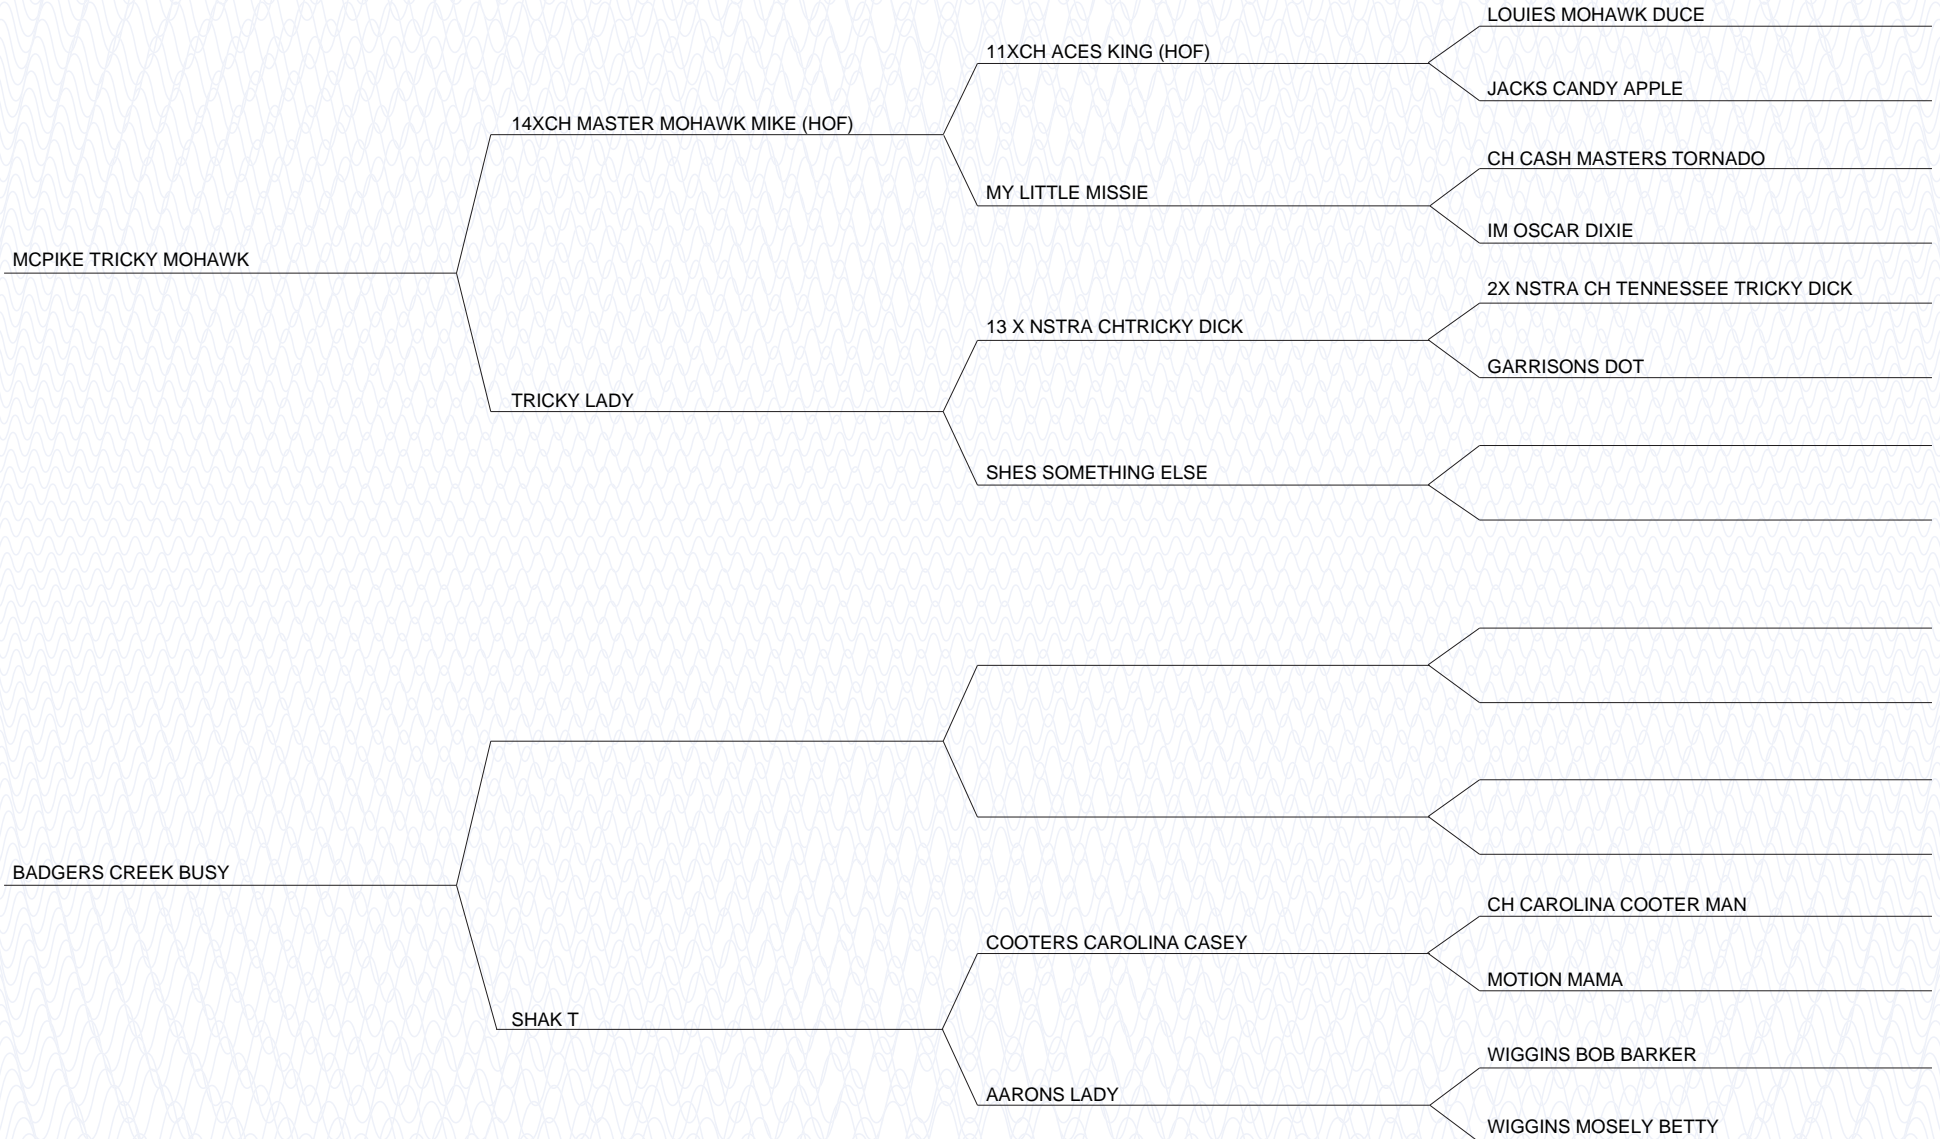 LOUIES MOHAWK DUCE
11XCH ACES KING (HOF)
JACKS CANDY APPLE
14XCH MASTER MOHAWK MIKE (HOF)
CH CASH MASTERS TORNADO
MY LITTLE MISSIE
IM OSCAR DIXIE
MCPIKE TRICKY MOHAWK
2X NSTRA CH TENNESSEE TRICKY DICK
13 X NSTRA CHTRICKY DICK
GARRISONS DOT
TRICKY LADY
SHES SOMETHING ELSE
BADGERS CREEK BUSY
CH CAROLINA COOTER MAN
COOTERS CAROLINA CASEY
MOTION MAMA
SHAK T
WIGGINS BOB BARKER
AARONS LADY
WIGGINS MOSELY BETTY